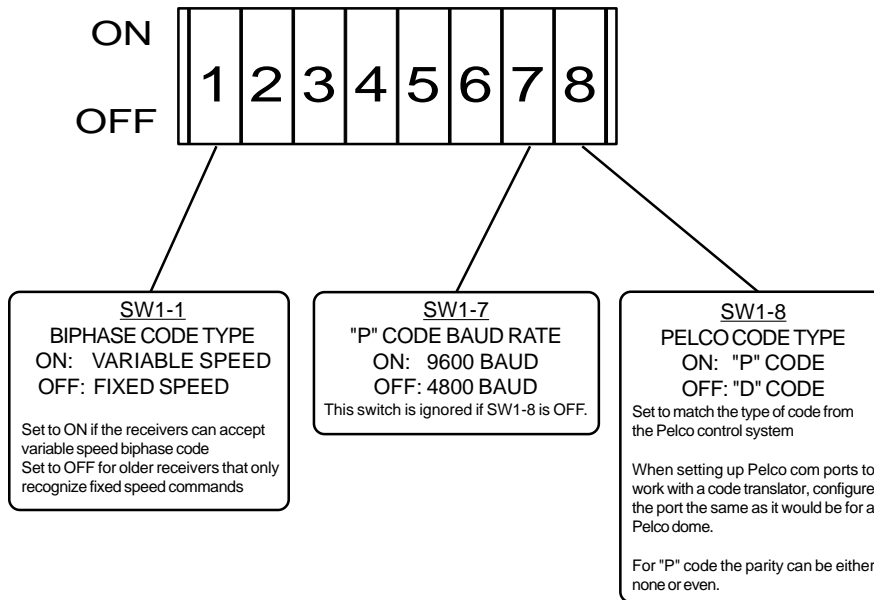 ON
OFF
1 2 3 4 5 6 7 8
SW1-1
BIPHASE CODE TYPE
ON: VARIABLE SPEED
OFF: FIXED SPEED
Set to ON if the receivers can accept
variable speed biphase code
Set to OFF for older receivers that only
recognize fixed speed commands
SW1-7
"P" CODE BAUD RATE
ON: 9600 BAUD
OFF: 4800 BAUD
This switch is ignored if SW1-8 is OFF.
SW1-8
PELCO CODE TYPE
ON: "P" CODE
OFF: "D" CODE
Set to match the type of code from
the Pelco control system
When setting up Pelco com ports to
work with a code translator, configure
the port the same as it would be for a
Pelco dome.
For "P" code the parity can be either
none or even.